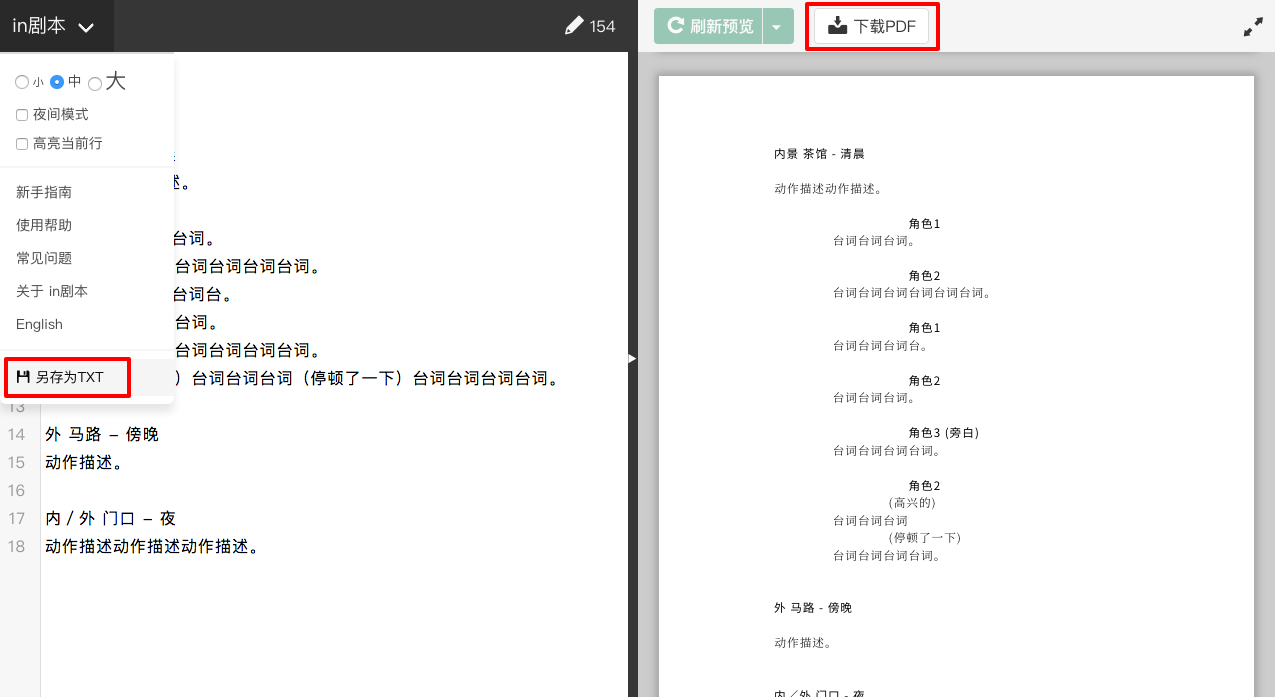 in剧本
154
小 中 大
夜间模式
高亮当前行
新手指南
使用帮助
常见问题
关于 in剧本
English
另存为TXT
述。
台词。
台词台词台词台词。
台词台。
台词。
台词台词台词台词。
）台词台词台词（停顿了一下）台词台词台词台词。
13
14 外 马路 – 傍晚
15 动作描述。
16
17 内／外 门口 – 夜
18 动作描述动作描述动作描述。
刷新预览
下载PDF
内景 茶馆 - 清晨
动作描述动作描述。
角色1
台词台词台词。
角色2
台词台词台词台词台词台词。
角色1
台词台词台词台。
角色2
台词台词台词。
角色3 (旁白)
台词台词台词台词。
角色2
(高兴的)
台词台词台词
(停顿了一下)
台词台词台词台词。
外 马路 - 傍晚
动作描述。
内／外 门口 - 夜